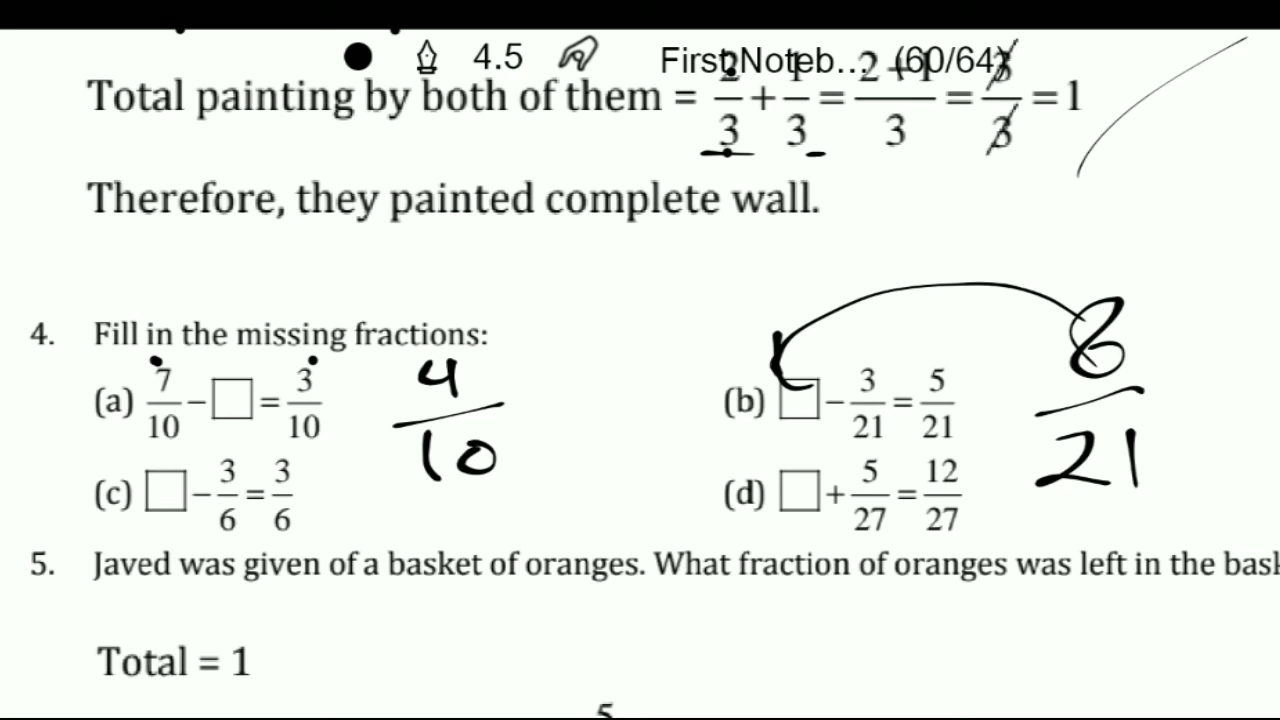 4.5 First Noteb... (60/64)
Total painting by both of them = 2/3 + 1/3 = 2+1/3 = 3/3 = 1
Therefore, they painted complete wall.
4. Fill in the missing fractions:
(a) 7/10 − □ = 3/10 4/10
(b) □ − 3/21 = 5/21 8/21
(c) □ − 3/6 = 3/6
(d) □ + 5/27 = 12/27
5. Javed was given of a basket of oranges. What fraction of oranges was left in the
Total = 1